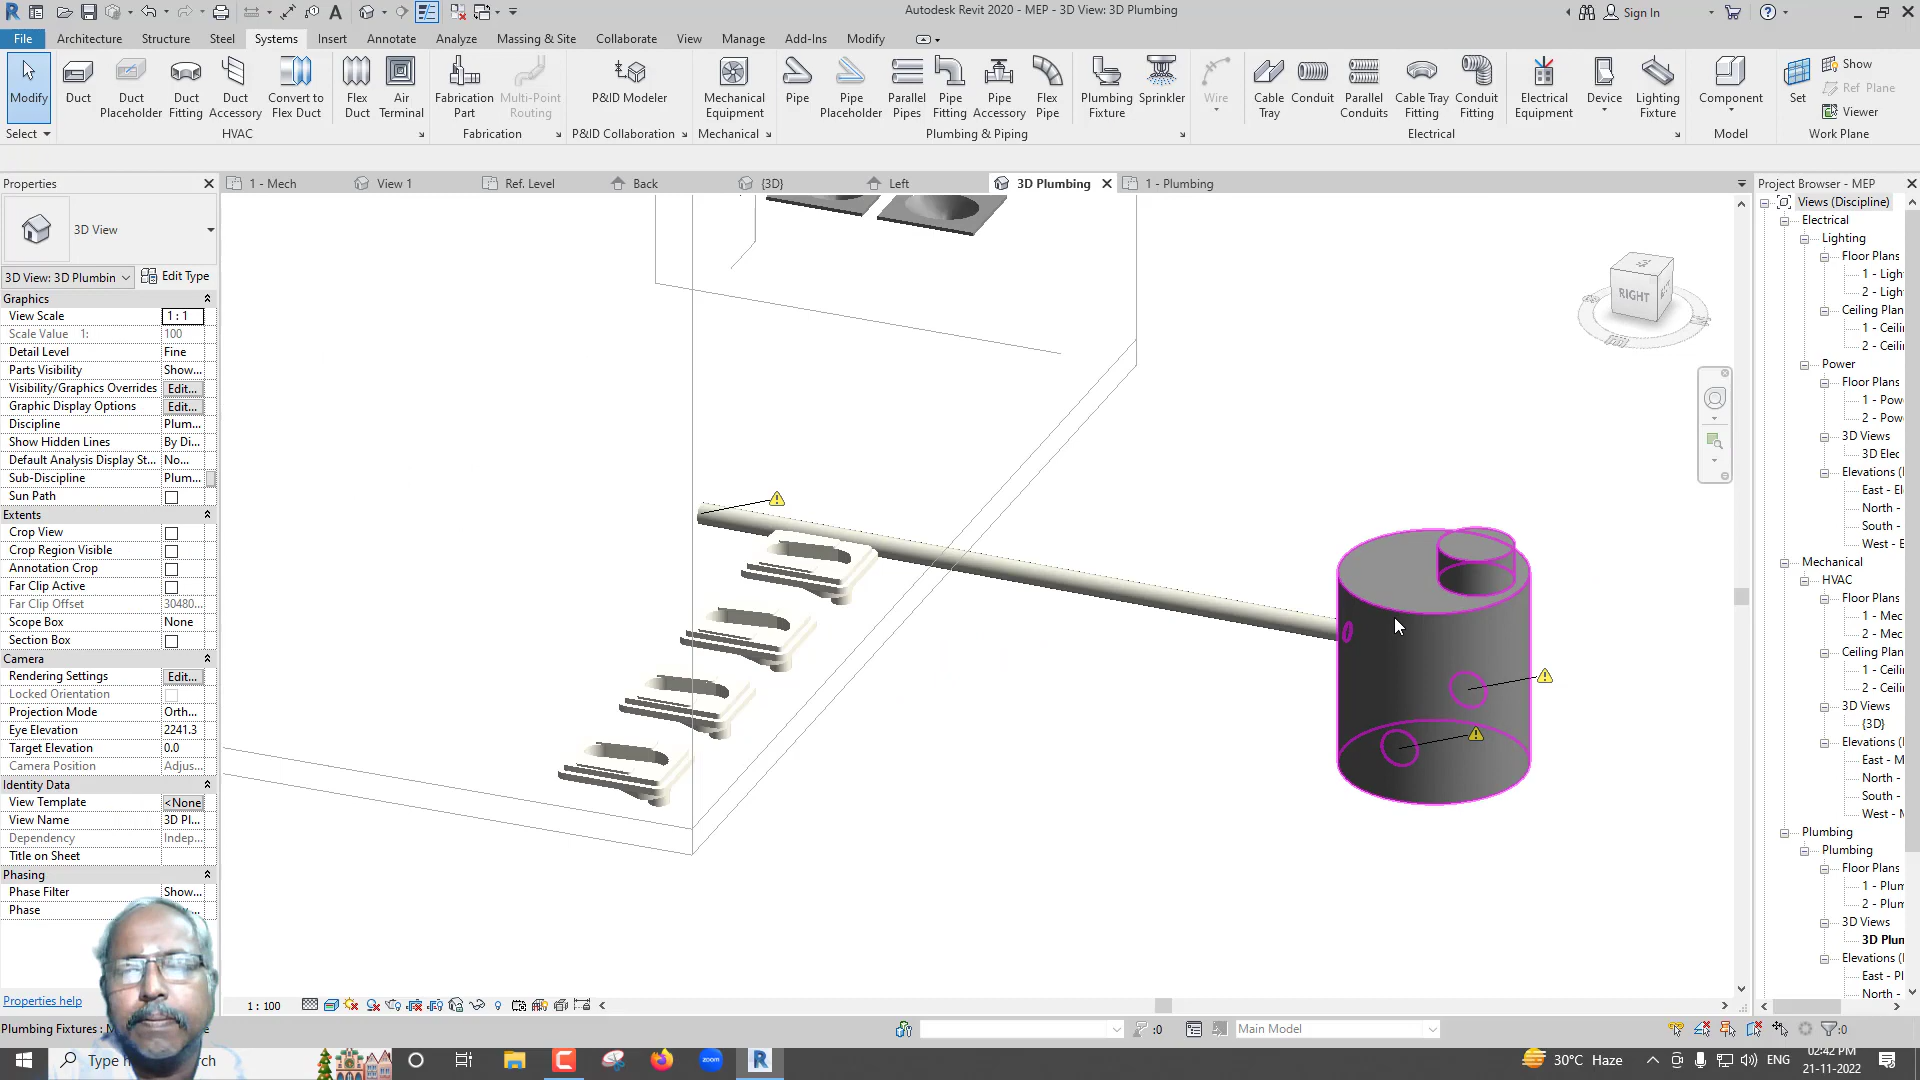 Autodesk Revit 2020 - MEP - 3D View: 3D Plumbing
Sign In
File Architecture Structure Steel Systems Insert Annotate Analyze Massing & Site Collaborate View Manage Add-Ins Modify
Modify
Duct
Duct Placeholder
Duct Fitting
Duct Accessory
Convert to Flex Duct
Flex Duct
Air Terminal
Fabrication Part
Multi-Point Routing
P&ID Modeler
Mechanical Equipment
Pipe
Pipe Placeholder
Parallel Pipes
Pipe Fitting
Pipe Accessory
Flex Pipe
Plumbing Fixture
Sprinkler
Wire
Cable Tray
Conduit
Parallel Conduits
Cable Tray Fitting
Conduit Fitting
Electrical Equipment
Device
Lighting Fixture
Component
Set
Show
Ref Plane
Viewer
Select HVAC Fabrication P&ID Collaboration Mechanical Plumbing & Piping Electrical Model Work Plane
Properties
1 - Mech View 1 Ref. Level Back {3D} Left 3D Plumbing 1 - Plumbing
Project Browser - MEP
3D View
3D View: 3D Plumbin Edit Type
Graphics
View Scale 1 : 1
Scale Value 1: 100
Detail Level Fine
Parts Visibility Show...
Visibility/Graphics Overrides Edit...
Graphic Display Options Edit...
Discipline Plum...
Show Hidden Lines By Di...
Default Analysis Display St... No...
Sub-Discipline Plum...
Sun Path
Extents
Crop View
Crop Region Visible
Annotation Crop
Far Clip Active
Far Clip Offset 30480...
Scope Box None
Section Box
Camera
Rendering Settings Edit...
Locked Orientation
Projection Mode Orth...
Eye Elevation 2241.3
Target Elevation 0.0
Camera Position Adjus...
Identity Data
View Template <None
View Name 3D Pl...
Dependency Indep...
Title on Sheet
Phasing
Phase Filter Show...
Phase
Properties help
RIGHT
Views (Discipline)
Electrical
Lighting
Floor Plans
1 - Ligh
2 - Ligh
Ceiling Plan
1 - Ceili
2 - Ceili
Power
Floor Plans
1 - Pow
2 - Pow
3D Views
3D Elec
Elevations (
East - El
North -
South -
West - E
Mechanical
HVAC
Floor Plans
1 - Mec
2 - Mec
Ceiling Plan
1 - Ceili
2 - Ceili
3D Views
{3D}
Elevations (
East - M
North -
South -
West - M
Plumbing
Plumbing
Floor Plans
1 - Plun
2 - Plun
3D Views
3D Plun
Elevations (
East - Pl
North -
1 : 100
Plumbing Fixtures : M
:0
Main Model
:0
30°C Haze
ENG
02:42 PM
21-11-2022